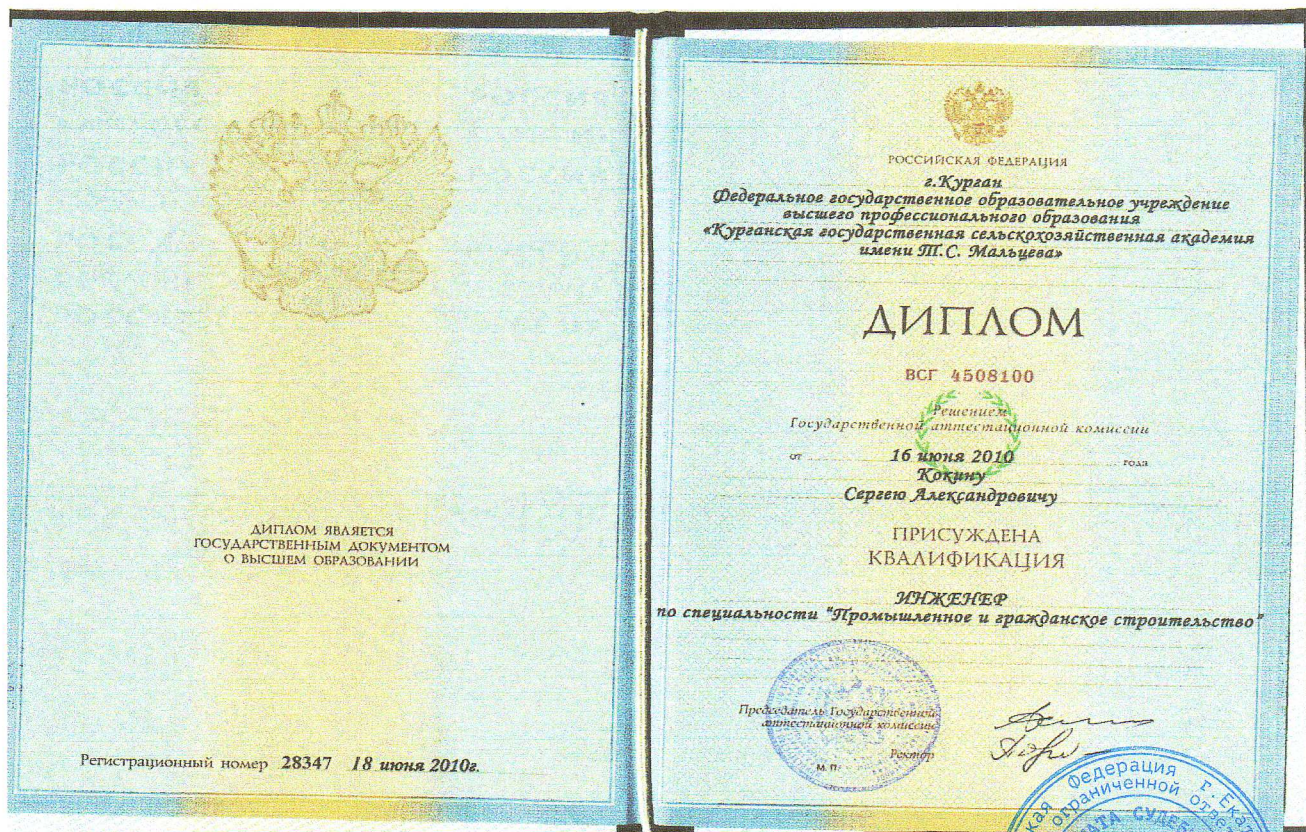 ДИПЛОМ ЯВЛЯЕТСЯ
ГОСУДАРСТВЕННЫМ ДОКУМЕНТОМ
О ВЫСШЕМ ОБРАЗОВАНИИ
Регистрационный номер 28347 18 июня 2010г.
РОССИЙСКАЯ ФЕДЕРАЦИЯ
г.Курган
Федеральное государственное образовательное учреждение
высшего профессионального образования
«Курганская государственная сельскохозяйственная академия
имени Т.С. Мальцева»
ДИПЛОМ
ВСГ 4508100
Решением
Государственной аттестационной комиссии
от 16 июня 2010 года
Кокину
Сергею Александровичу
ПРИСУЖДЕНА
КВАЛИФИКАЦИЯ
ИНЖЕНЕР
по специальности "Промышленное и гражданское строительство"
Председатель Государственной
аттестационной комиссии
Ректор
М.П.
Федерация г. Ека
ограниченной отве